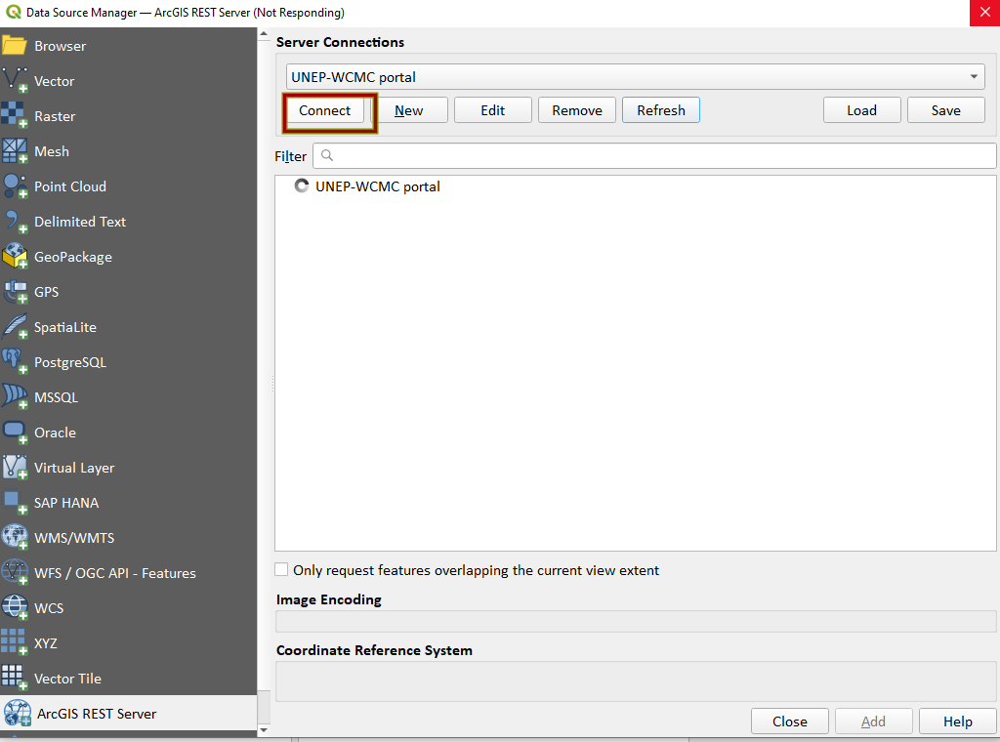 Data Source Manager — ArcGIS REST Server (Not Responding)
Browser
Vector
Raster
Mesh
Point Cloud
Delimited Text
GeoPackage
GPS
SpatiaLite
PostgreSQL
MSSQL
Oracle
Virtual Layer
SAP HANA
WMS/WMTS
WFS / OGC API - Features
WCS
XYZ
Vector Tile
ArcGIS REST Server
Server Connections
UNEP-WCMC portal
Connect New Edit Remove Refresh Load Save
Filter
UNEP-WCMC portal
Only request features overlapping the current view extent
Image Encoding
Coordinate Reference System
Close Add Help